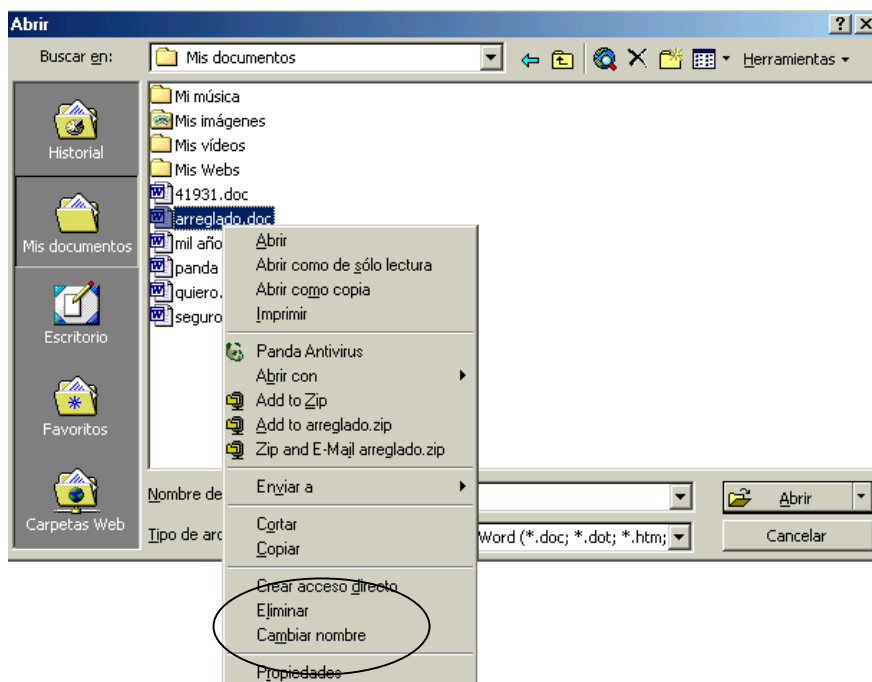 Abrir
Buscar en:
Mis documentos
Herramientas
Historial
Mis documentos
Escritorio
Favoritos
Carpetas Web
Mi música
Mis imágenes
Mis vídeos
Mis Webs
41931.doc
arreglado.doc
mil año
panda
quiero.
seguro
Abrir
Abrir como de sólo lectura
Abrir como copia
Imprimir
Panda Antivirus
Abrir con
Add to Zip
Add to arreglado.zip
Zip and E-Mail arreglado.zip
Enviar a
Cortar
Copiar
Crear acceso directo
Eliminar
Cambiar nombre
Propiedades
Nombre de
Abrir
Tipo de arc
Word (*.doc; *.dot; *.htm;
Cancelar